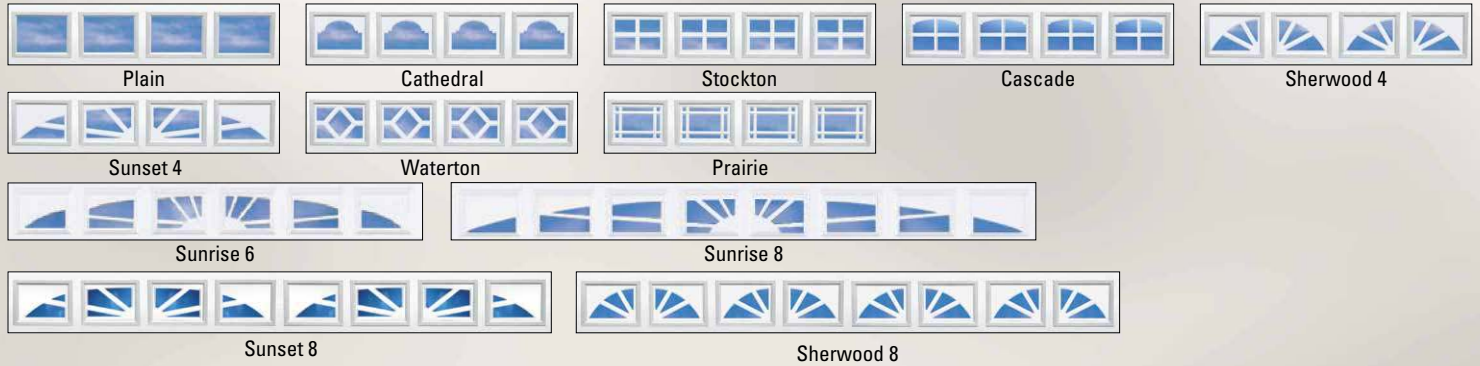 Plain
Cathedral
Stockton
Cascade
Sherwood 4
Sunset 4
Waterton
Prairie
Sunrise 6
Sunrise 8
Sunset 8
Sherwood 8